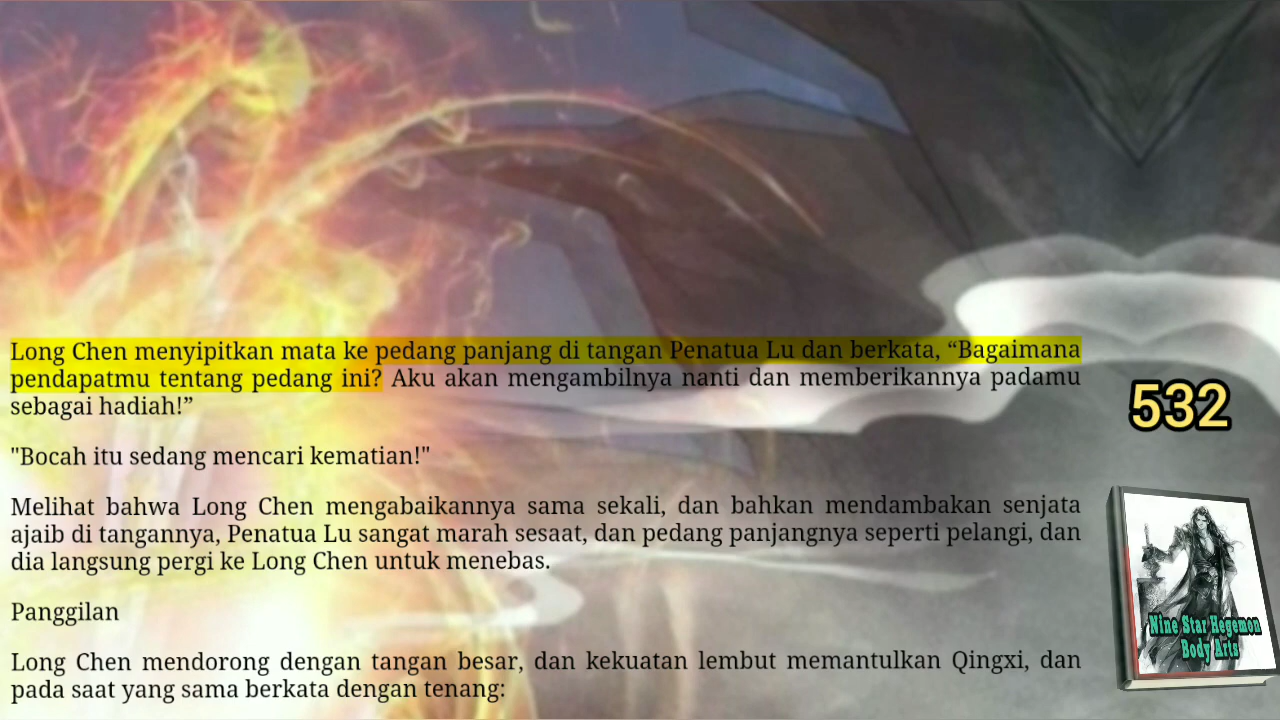 Long Chen menyipitkan mata ke pedang panjang di tangan Penatua Lu dan berkata, “Bagaimana
pendapatmu tentang pedang ini? Aku akan mengambilnya nanti dan memberikannya padamu
sebagai hadiah!”
"Bocah itu sedang mencari kematian!"
Melihat bahwa Long Chen mengabaikannya sama sekali, dan bahkan mendambakan senjata
ajaib di tangannya, Penatua Lu sangat marah sesaat, dan pedang panjangnya seperti pelangi, dan
dia langsung pergi ke Long Chen untuk menebas.
Panggilan
Long Chen mendorong dengan tangan besar, dan kekuatan lembut memantulkan Qingxi, dan
pada saat yang sama berkata dengan tenang:
532
Nine Star Hegemon
Body Arts